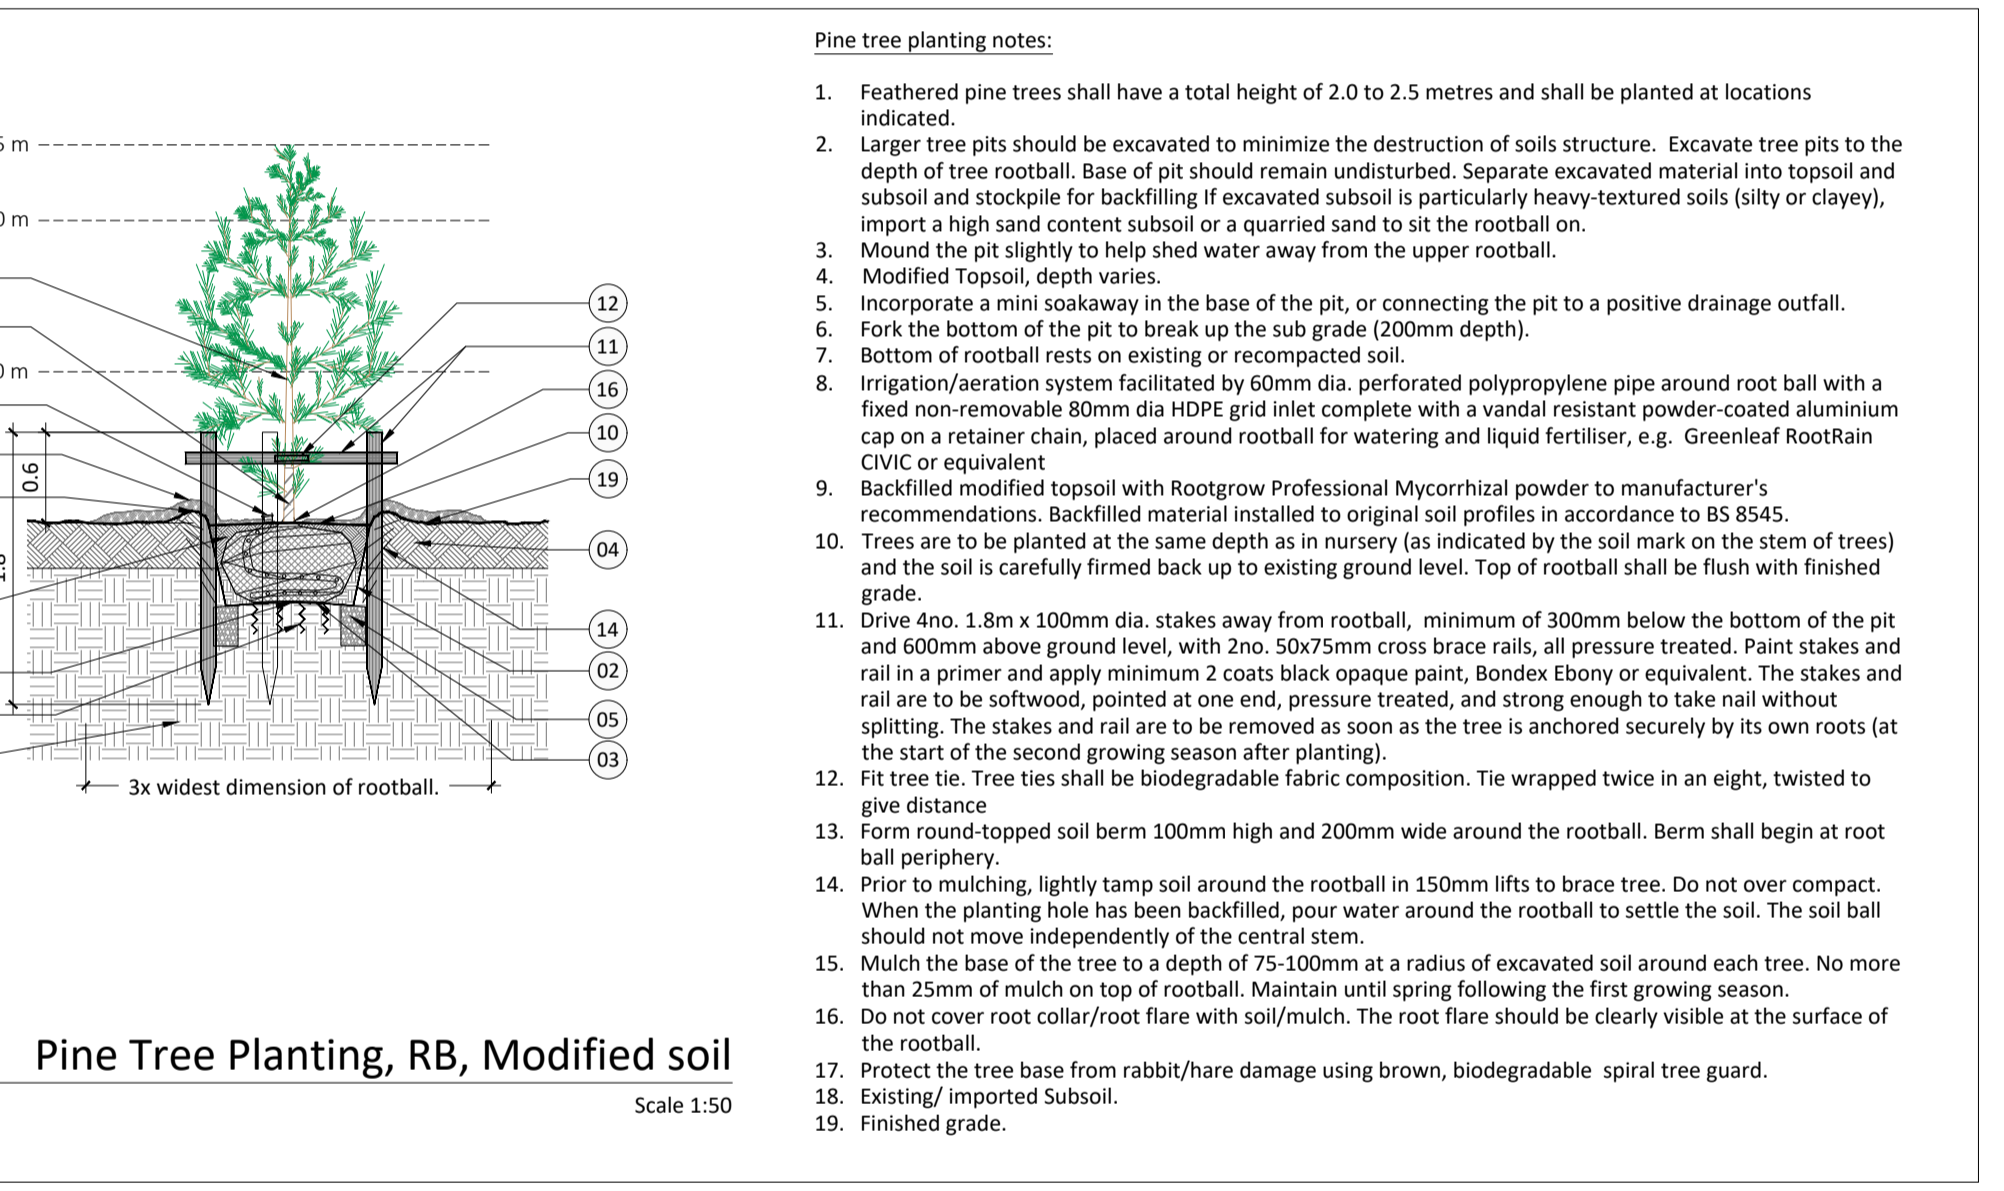 Pine tree planting notes:
1. Feathered pine trees shall have a total height of 2.0 to 2.5 metres and shall be planted at locations
indicated.
2. Larger tree pits should be excavated to minimize the destruction of soils structure. Excavate tree pits to the
depth of tree rootball. Base of pit should remain undisturbed. Separate excavated material into topsoil and
subsoil and stockpile for backfilling If excavated subsoil is particularly heavy-textured soils (silty or clayey),
import a high sand content subsoil or a quarried sand to sit the rootball on.
3. Mound the pit slightly to help shed water away from the upper rootball.
4. Modified Topsoil, depth varies.
5. Incorporate a mini soakaway in the base of the pit, or connecting the pit to a positive drainage outfall.
6. Fork the bottom of the pit to break up the sub grade (200mm depth).
7. Bottom of rootball rests on existing or recompacted soil.
8. Irrigation/aeration system facilitated by 60mm dia. perforated polypropylene pipe around root ball with a
fixed non-removable 80mm dia HDPE grid inlet complete with a vandal resistant powder-coated aluminium
cap on a retainer chain, placed around rootball for watering and liquid fertiliser, e.g. Greenleaf RootRain
CIVIC or equivalent
9. Backfilled modified topsoil with Rootgrow Professional Mycorrhizal powder to manufacturer's
recommendations. Backfilled material installed to original soil profiles in accordance to BS 8545.
10. Trees are to be planted at the same depth as in nursery (as indicated by the soil mark on the stem of trees)
and the soil is carefully firmed back up to existing ground level. Top of rootball shall be flush with finished
grade.
11. Drive 4no. 1.8m x 100mm dia. stakes away from rootball, minimum of 300mm below the bottom of the pit
and 600mm above ground level, with 2no. 50x75mm cross brace rails, all pressure treated. Paint stakes and
rail in a primer and apply minimum 2 coats black opaque paint, Bondex Ebony or equivalent. The stakes and
rail are to be softwood, pointed at one end, pressure treated, and strong enough to take nail without
splitting. The stakes and rail are to be removed as soon as the tree is anchored securely by its own roots (at
the start of the second growing season after planting).
12. Fit tree tie. Tree ties shall be biodegradable fabric composition. Tie wrapped twice in an eight, twisted to
give distance
13. Form round-topped soil berm 100mm high and 200mm wide around the rootball. Berm shall begin at root
ball periphery.
14. Prior to mulching, lightly tamp soil around the rootball in 150mm lifts to brace tree. Do not over compact.
When the planting hole has been backfilled, pour water around the rootball to settle the soil. The soil ball
should not move independently of the central stem.
15. Mulch the base of the tree to a depth of 75-100mm at a radius of excavated soil around each tree. No more
than 25mm of mulch on top of rootball. Maintain until spring following the first growing season.
16. Do not cover root collar/root flare with soil/mulch. The root flare should be clearly visible at the surface of
the rootball.
17. Protect the tree base from rabbit/hare damage using brown, biodegradable spiral tree guard.
18. Existing/ imported Subsoil.
19. Finished grade.
m
m
m
12
11
16
10
19
0.6
04
14
02
05
03
3x widest dimension of rootball.
Pine Tree Planting, RB, Modified soil
Scale 1:50